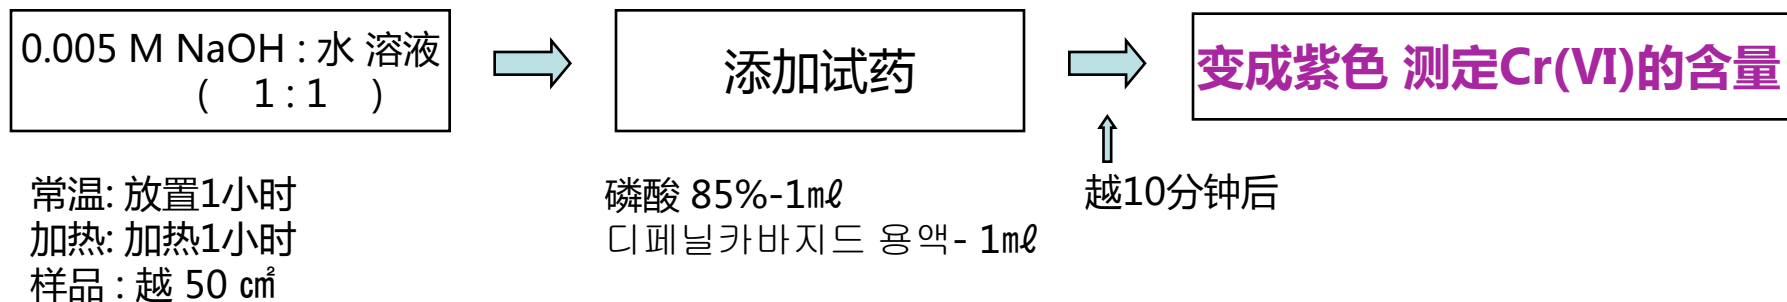 0.005 M NaOH : 水 溶液
( 1 : 1 )
添加试药
变成紫色 测定Cr(Ⅵ)的含量
常温: 放置1小时
加热: 加热1小时
样品 : 越 50 ㎠
磷酸 85%-1㎖
디페닐카바지드 용액- 1㎖
越10分钟后